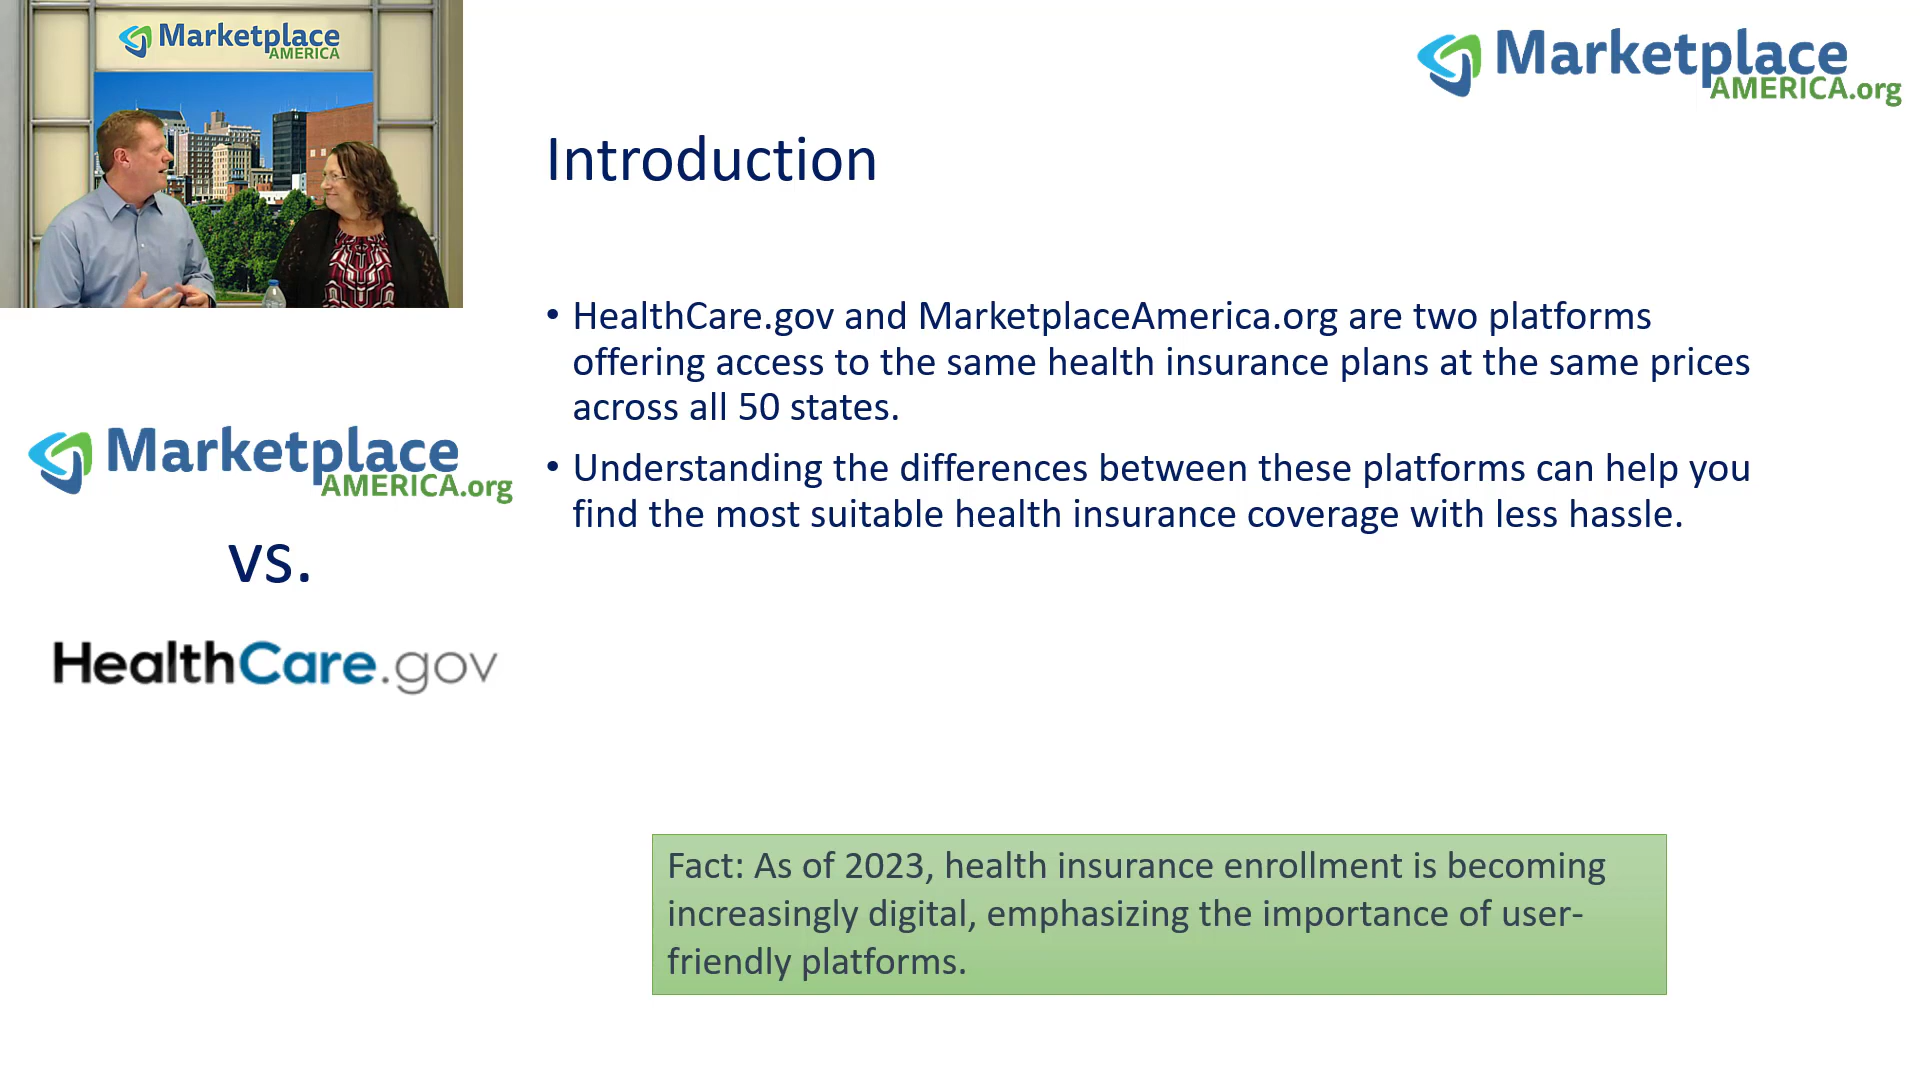 Marketplace
AMERICA
Marketplace
AMERICA.org
Introduction
• HealthCare.gov and MarketplaceAmerica.org are two platforms
offering access to the same health insurance plans at the same prices
across all 50 states.
• Understanding the differences between these platforms can help you
find the most suitable health insurance coverage with less hassle.
Marketplace
AMERICA.org
vs.
HealthCare.gov
Fact: As of 2023, health insurance enrollment is becoming
increasingly digital, emphasizing the importance of user-
friendly platforms.